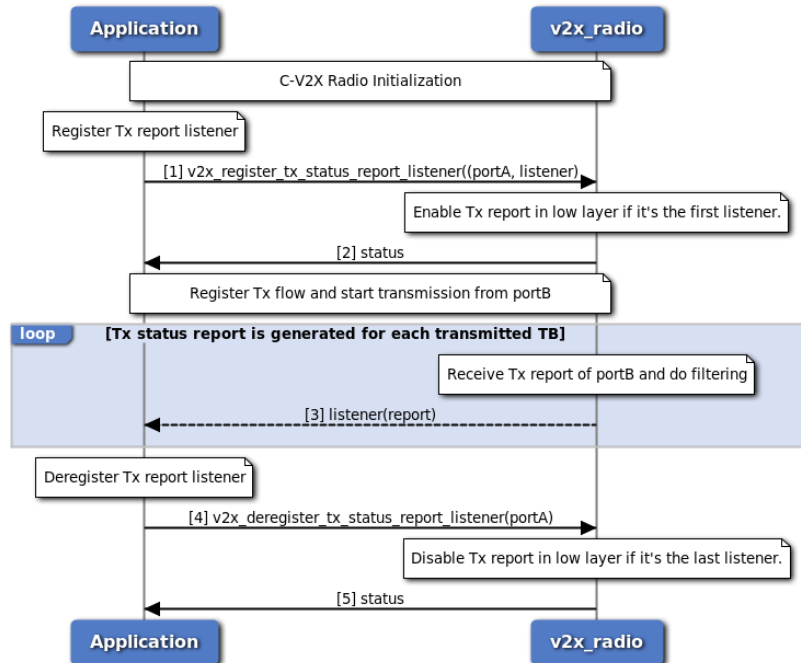 Application
v2x_radio
C-V2X Radio Initialization
Register Tx report listener
[1] v2x_register_tx_status_report_listener((portA, listener)
Enable Tx report in low layer if it's the first listener.
[2] status
Register Tx flow and start transmission from portB
loop
[Tx status report is generated for each transmitted TB]
Receive Tx report of portB and do filtering
[3] listener(report)
Deregister Tx report listener
[4] v2x_deregister_tx_status_report_listener(portA)
Disable Tx report in low layer if it's the last listener.
[5] status
Application
v2x_radio